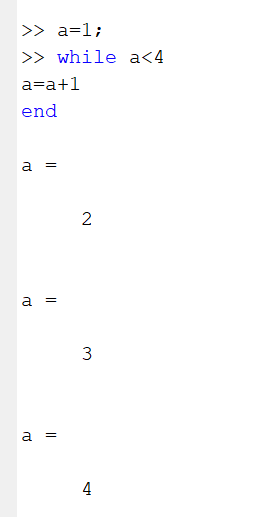 >> a=1;
>> while a<4
a=a+1
end
a =
2
a =
3
a =
4